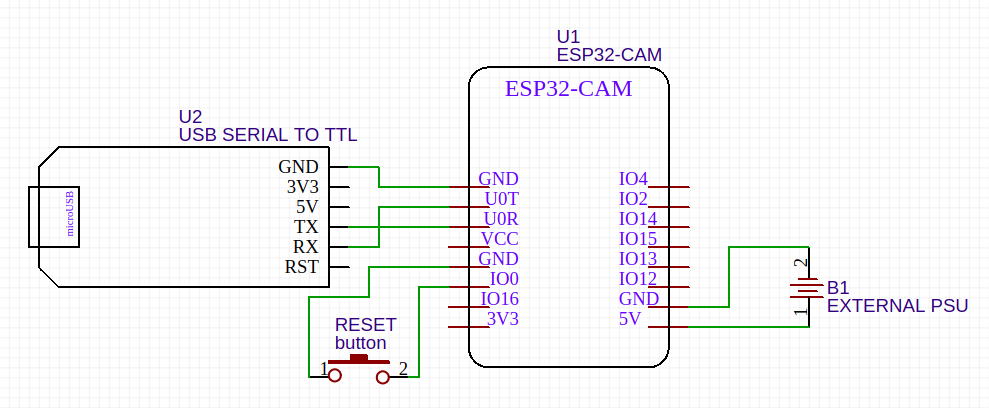 U1
ESP32-CAM
ESP32-CAM
U2
USB SERIAL TO TTL
GND
3V3
5V
TX
RX
RST
microUSB
GND
U0T
U0R
VCC
GND
IO0
IO16
3V3
IO4
IO2
IO14
IO15
IO13
IO12
GND
5V
2
1
B1
EXTERNAL PSU
RESET
button
1
2